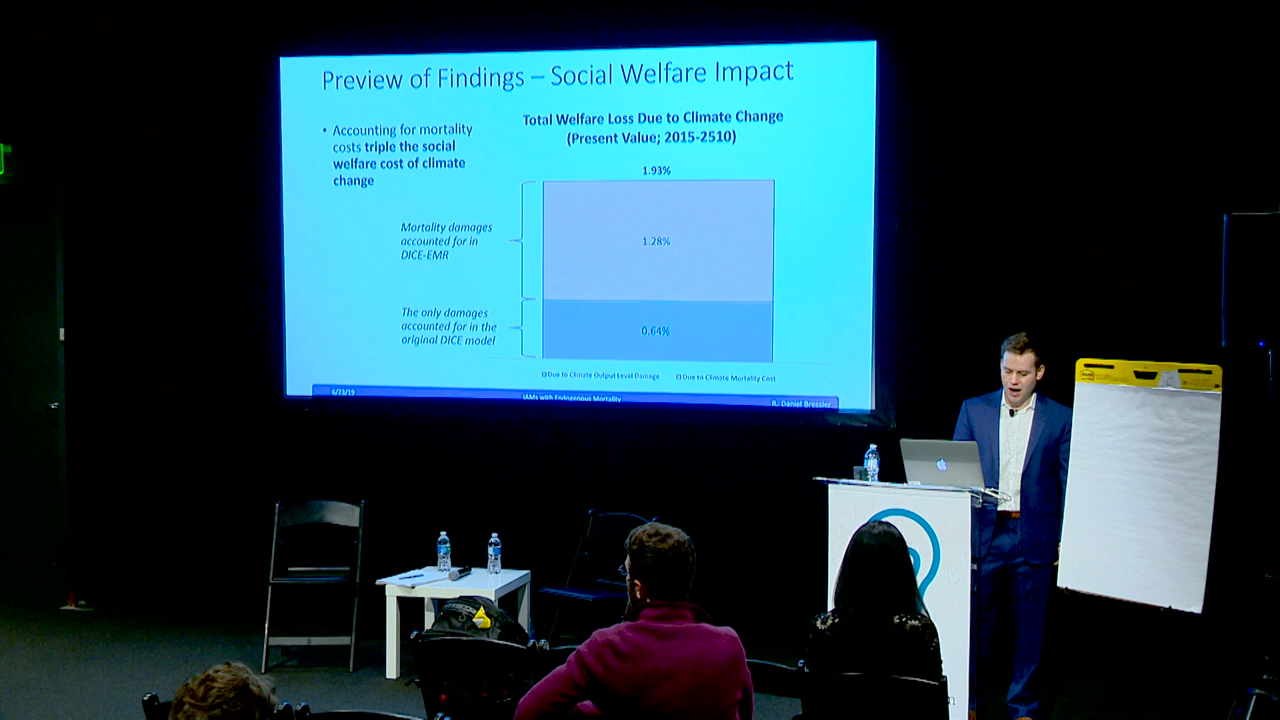 Preview of Findings – Social Welfare Impact
• Accounting for mortality
costs triple the social
welfare cost of climate
change
Total Welfare Loss Due to Climate Change
(Present Value; 2015-2510)
1.93%
Mortality damages
accounted for in
DICE-EMR
1.28%
The only damages
accounted for in the
original DICE model
0.64%
Due to Climate Output Level Damage
Due to Climate Mortality Cost
6/23/19
IAMs with Endogenous Mortality
R. Daniel Bressler